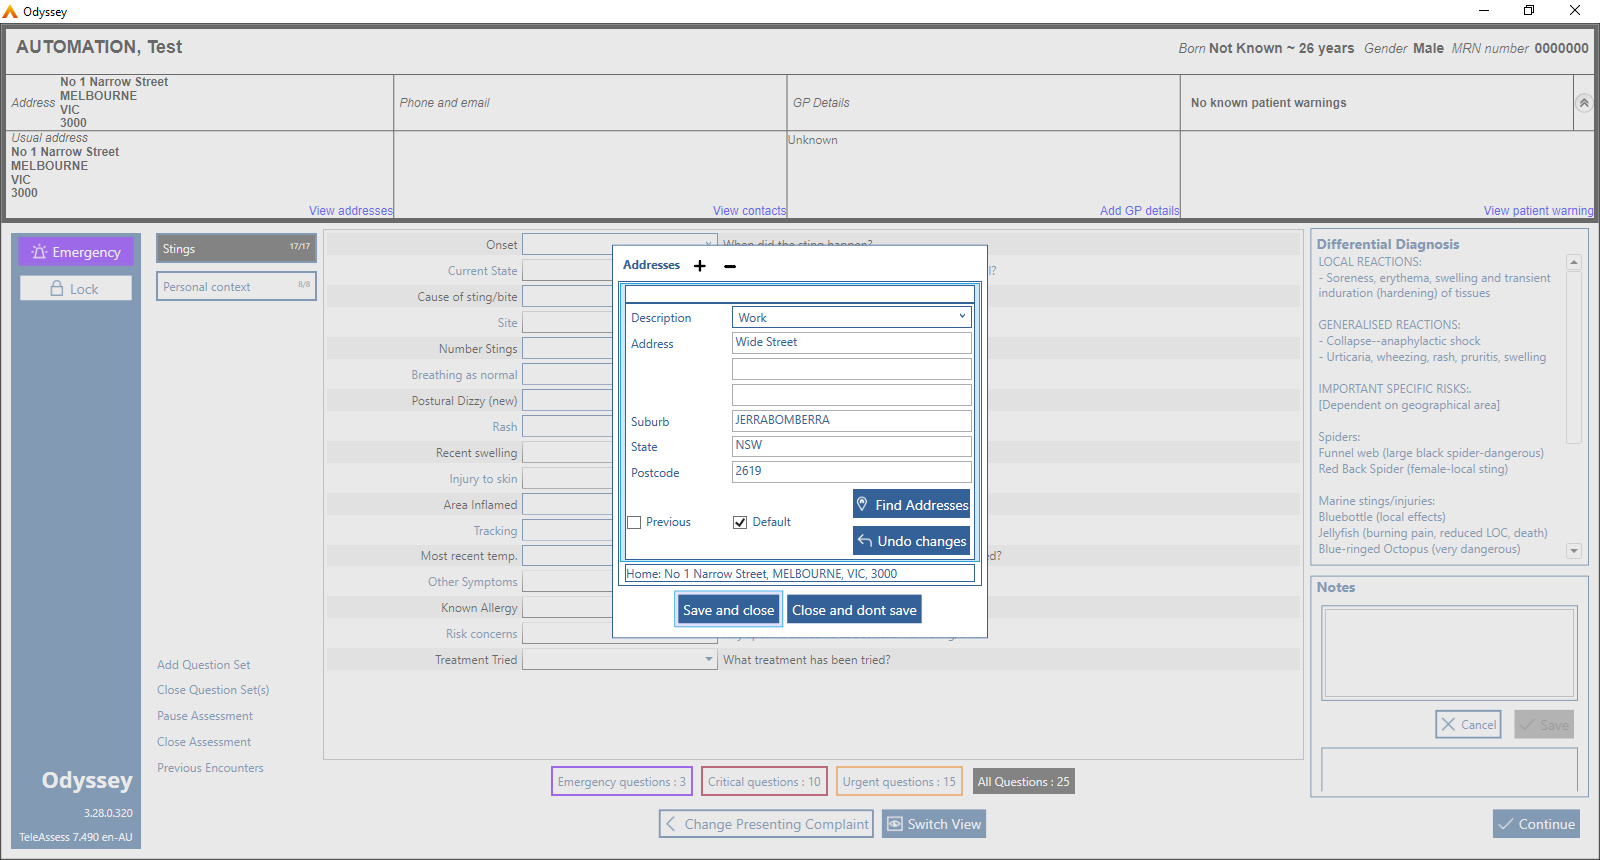 Odyssey
AUTOMATION, Test
Born Not Known ~ 26 years Gender Male MRN number 0000000
Address
No 1 Narrow Street
MELBOURNE
VIC
3000
Phone and email
GP Details
No known patient warnings
Usual address
No 1 Narrow Street
MELBOURNE
VIC
3000
View addresses
View contacts
Unknown
Add GP details
View patient warning
Emergency
Lock
Stings 17/17
Personal context 8/8
Add Question Set
Close Question Set(s)
Pause Assessment
Close Assessment
Previous Encounters
Odyssey
3.28.0.320
TeleAssess 7.490 en-AU
Onset
Current State
Cause of sting/bite
Site
Number Stings
Breathing as normal
Postural Dizzy (new)
Rash
Recent swelling
Injury to skin
Area Inflamed
Tracking
Most recent temp.
Other Symptoms
Known Allergy
Risk concerns
Treatment Tried
What treatment has been tried?
Addresses
Description Work
Address Wide Street
Suburb JERRABOMBERRA
State NSW
Postcode 2619
Find Addresses
Previous Default
Undo changes
Home: No 1 Narrow Street, MELBOURNE, VIC, 3000
Save and close Close and dont save
Emergency questions : 3 Critical questions : 10 Urgent questions : 15 All Questions : 25
Change Presenting Complaint Switch View
Differential Diagnosis
LOCAL REACTIONS:
- Soreness, erythema, swelling and transient
induration (hardening) of tissues
GENERALISED REACTIONS:
- Collapse--anaphylactic shock
- Urticaria, wheezing, rash, pruritis, swelling
IMPORTANT SPECIFIC RISKS:.
[Dependent on geographical area]
Spiders:
Funnel web (large black spider-dangerous)
Red Back Spider (female-local sting)
Marine stings/injuries:
Bluebottle (local effects)
Jellyfish (burning pain, reduced LOC, death)
Blue-ringed Octopus (very dangerous)
Notes
Cancel Save
Continue